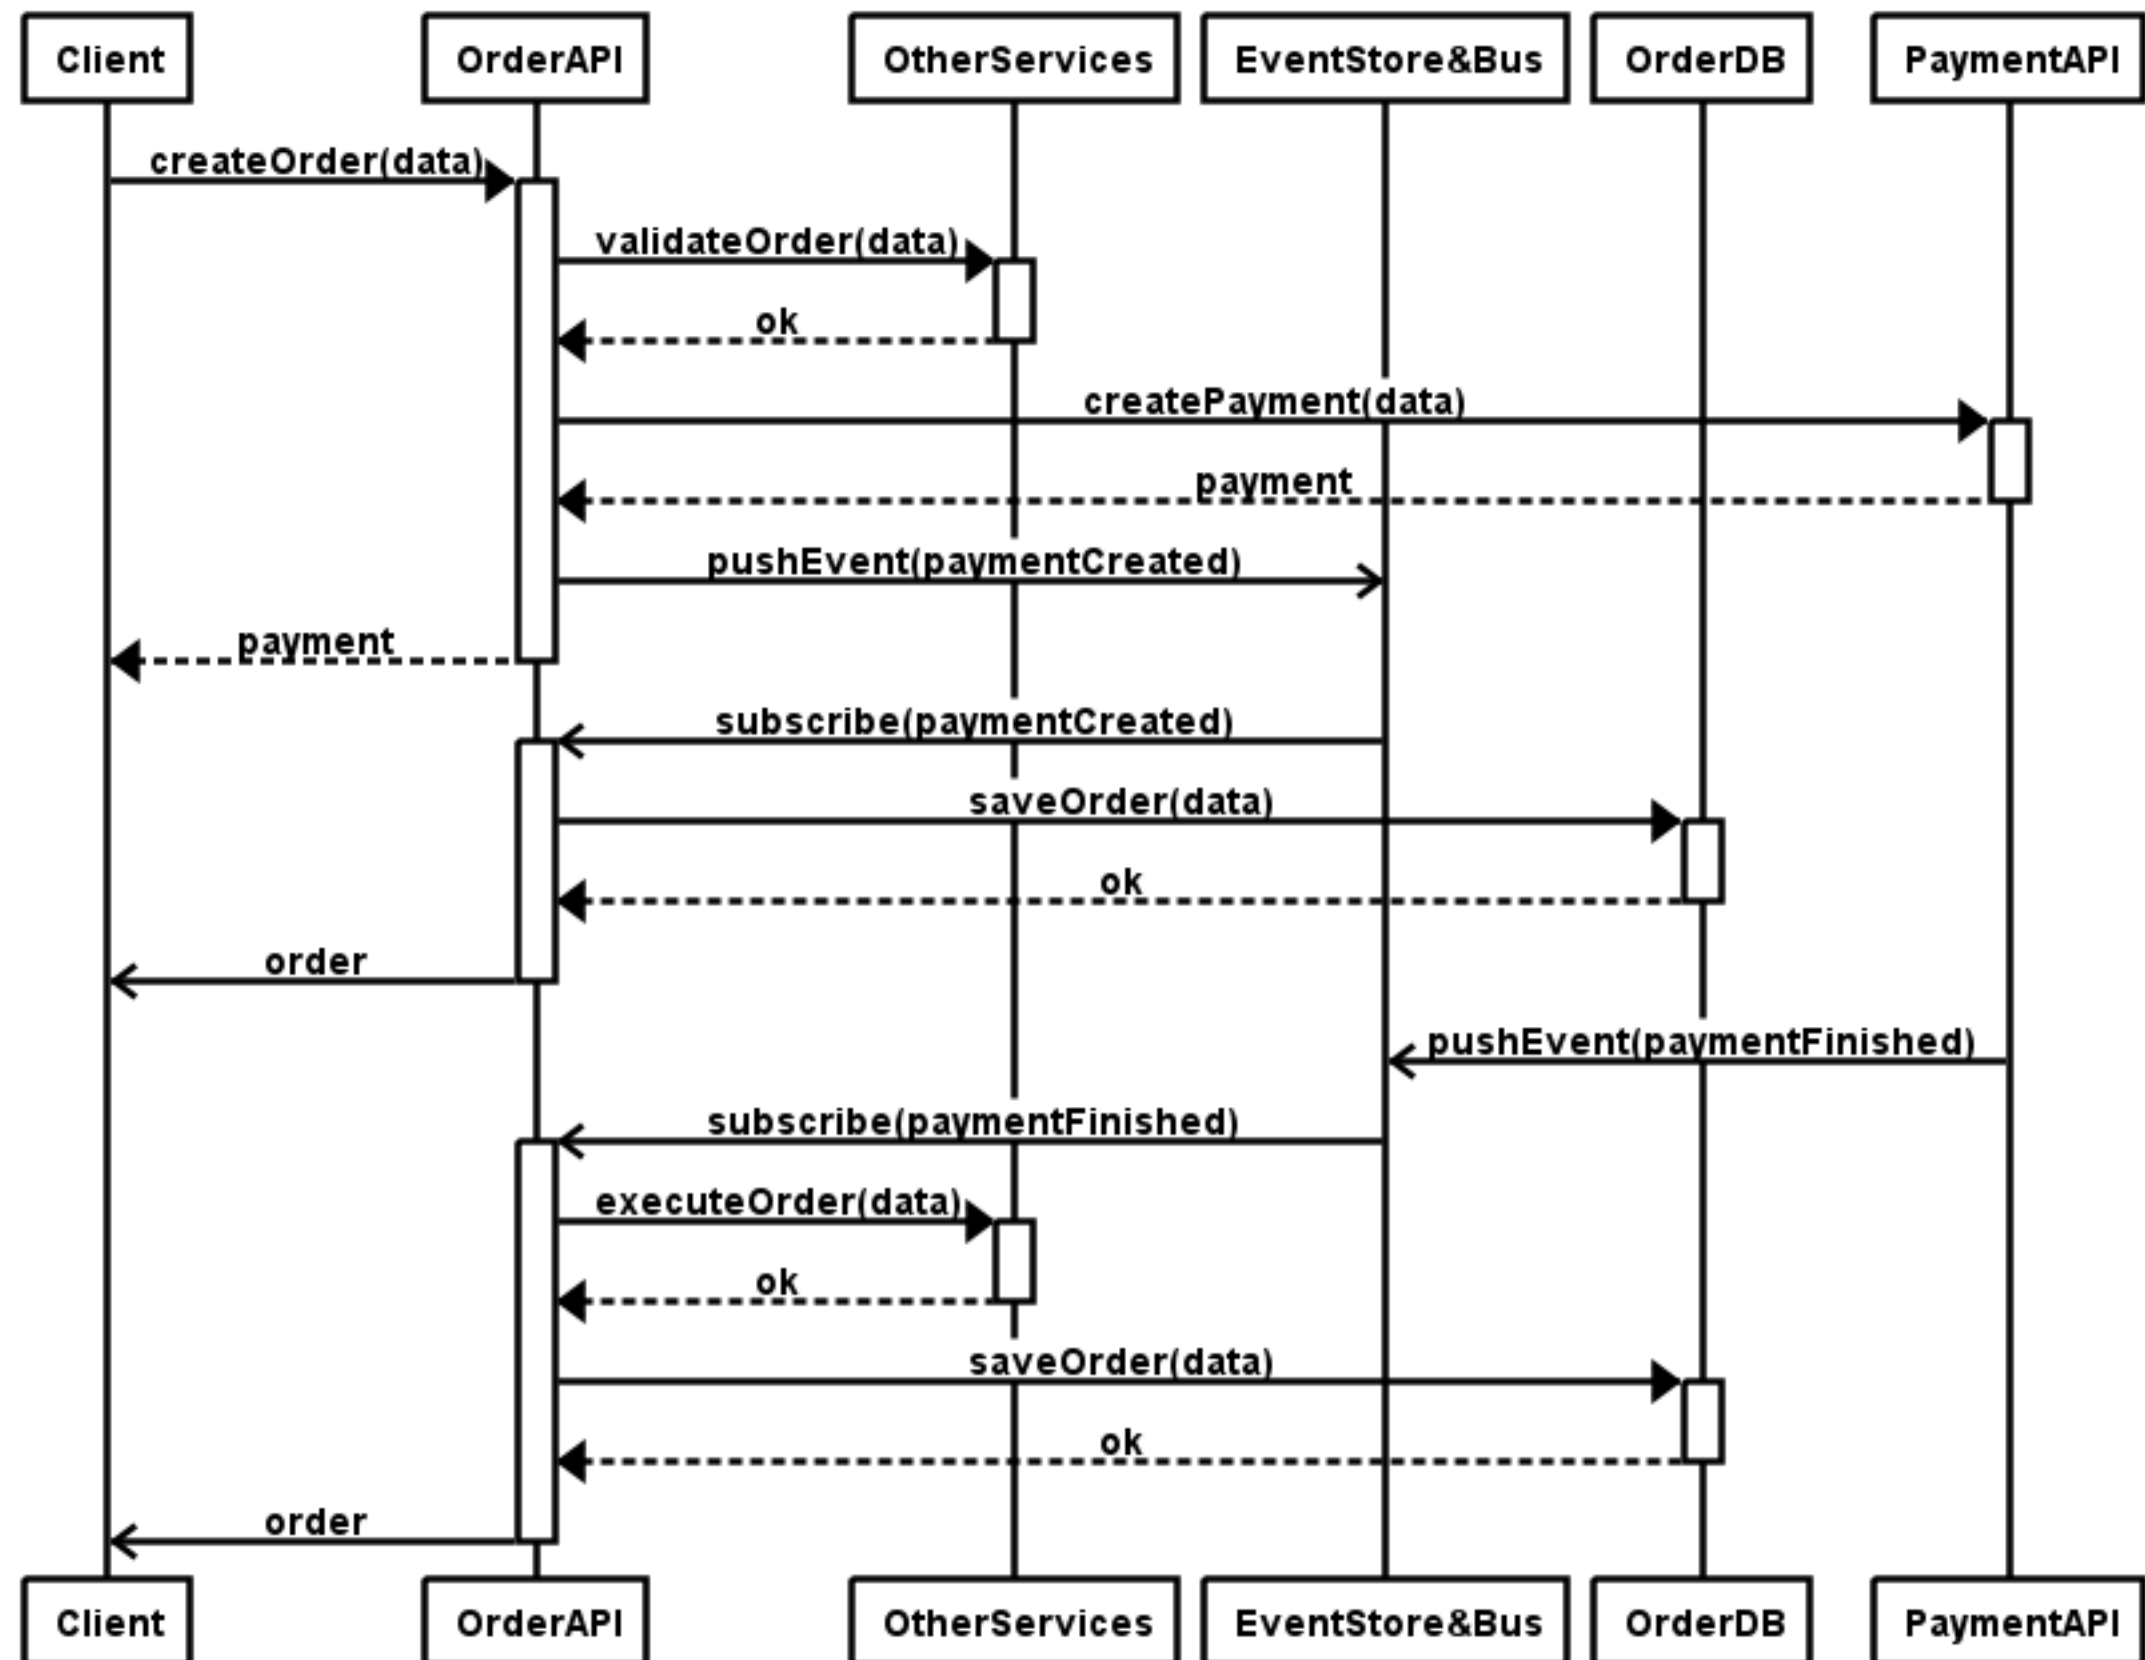 Client
OrderAPI
OtherServices
EventStore&Bus
OrderDB
PaymentAPI
createOrder(data)
validateOrder(data)
ok
createPayment(data)
payment
pushEvent(paymentCreated)
payment
subscribe(paymentCreated)
saveOrder(data)
ok
order
pushEvent(paymentFinished)
subscribe(paymentFinished)
executeOrder(data)
ok
saveOrder(data)
ok
order
Client
OrderAPI
OtherServices
EventStore&Bus
OrderDB
PaymentAPI